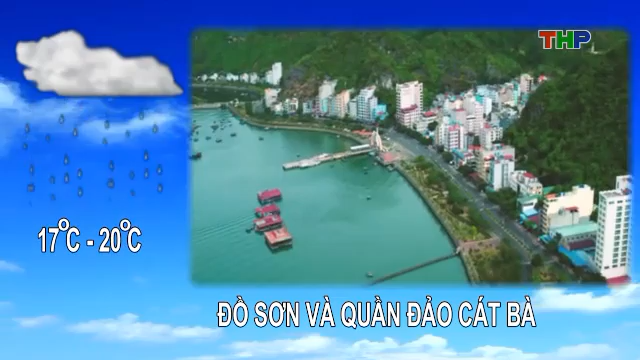 THP
17°C - 20°C
ĐỒ SƠN VÀ QUẦN ĐẢO CÁT BÀ